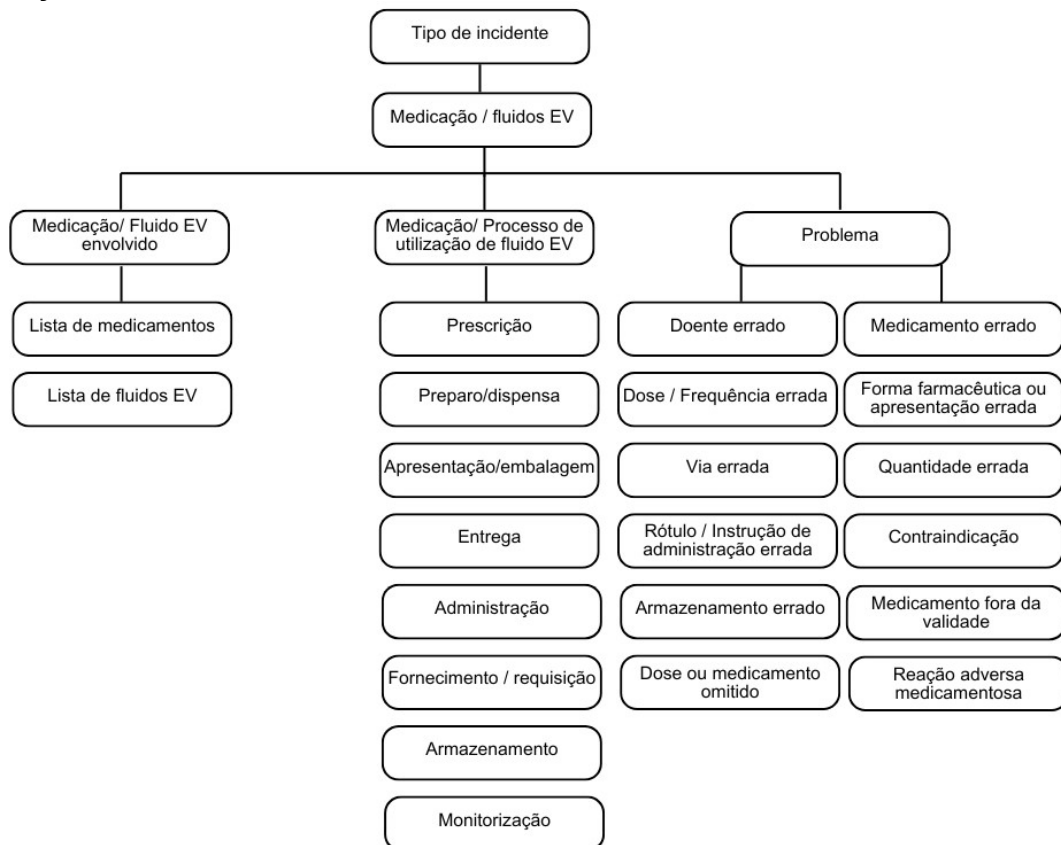 Tipo de incidente
Medicação / fluidos EV
Medicação/ Fluido EV
envolvido
Lista de medicamentos
Lista de fluidos EV
Medicação/ Processo de
utilização de fluido EV
Prescrição
Preparo/dispensa
Apresentação/embalagem
Entrega
Administração
Fornecimento / requisição
Armazenamento
Monitorização
Problema
Doente errado
Dose / Frequência errada
Via errada
Rótulo / Instrução de
administração errada
Armazenamento errado
Dose ou medicamento
omitido
Medicamento errado
Forma farmacêutica ou
apresentação errada
Quantidade errada
Contraindicação
Medicamento fora da
validade
Reação adversa
medicamentosa